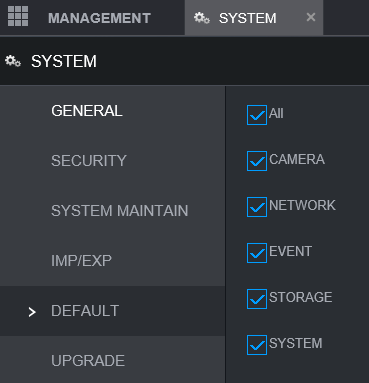 MANAGEMENT
SYSTEM
SYSTEM
GENERAL
SECURITY
SYSTEM MAINTAIN
IMP/EXP
DEFAULT
UPGRADE
All
CAMERA
NETWORK
EVENT
STORAGE
SYSTEM